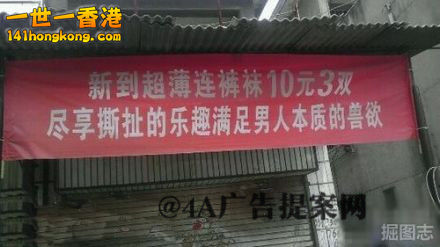 一世一香港
141hongkong.com
新到超薄连裤袜10元3双
尽享撕扯的乐趣满足男人本质的兽欲
@4A广告提案网
掘图志